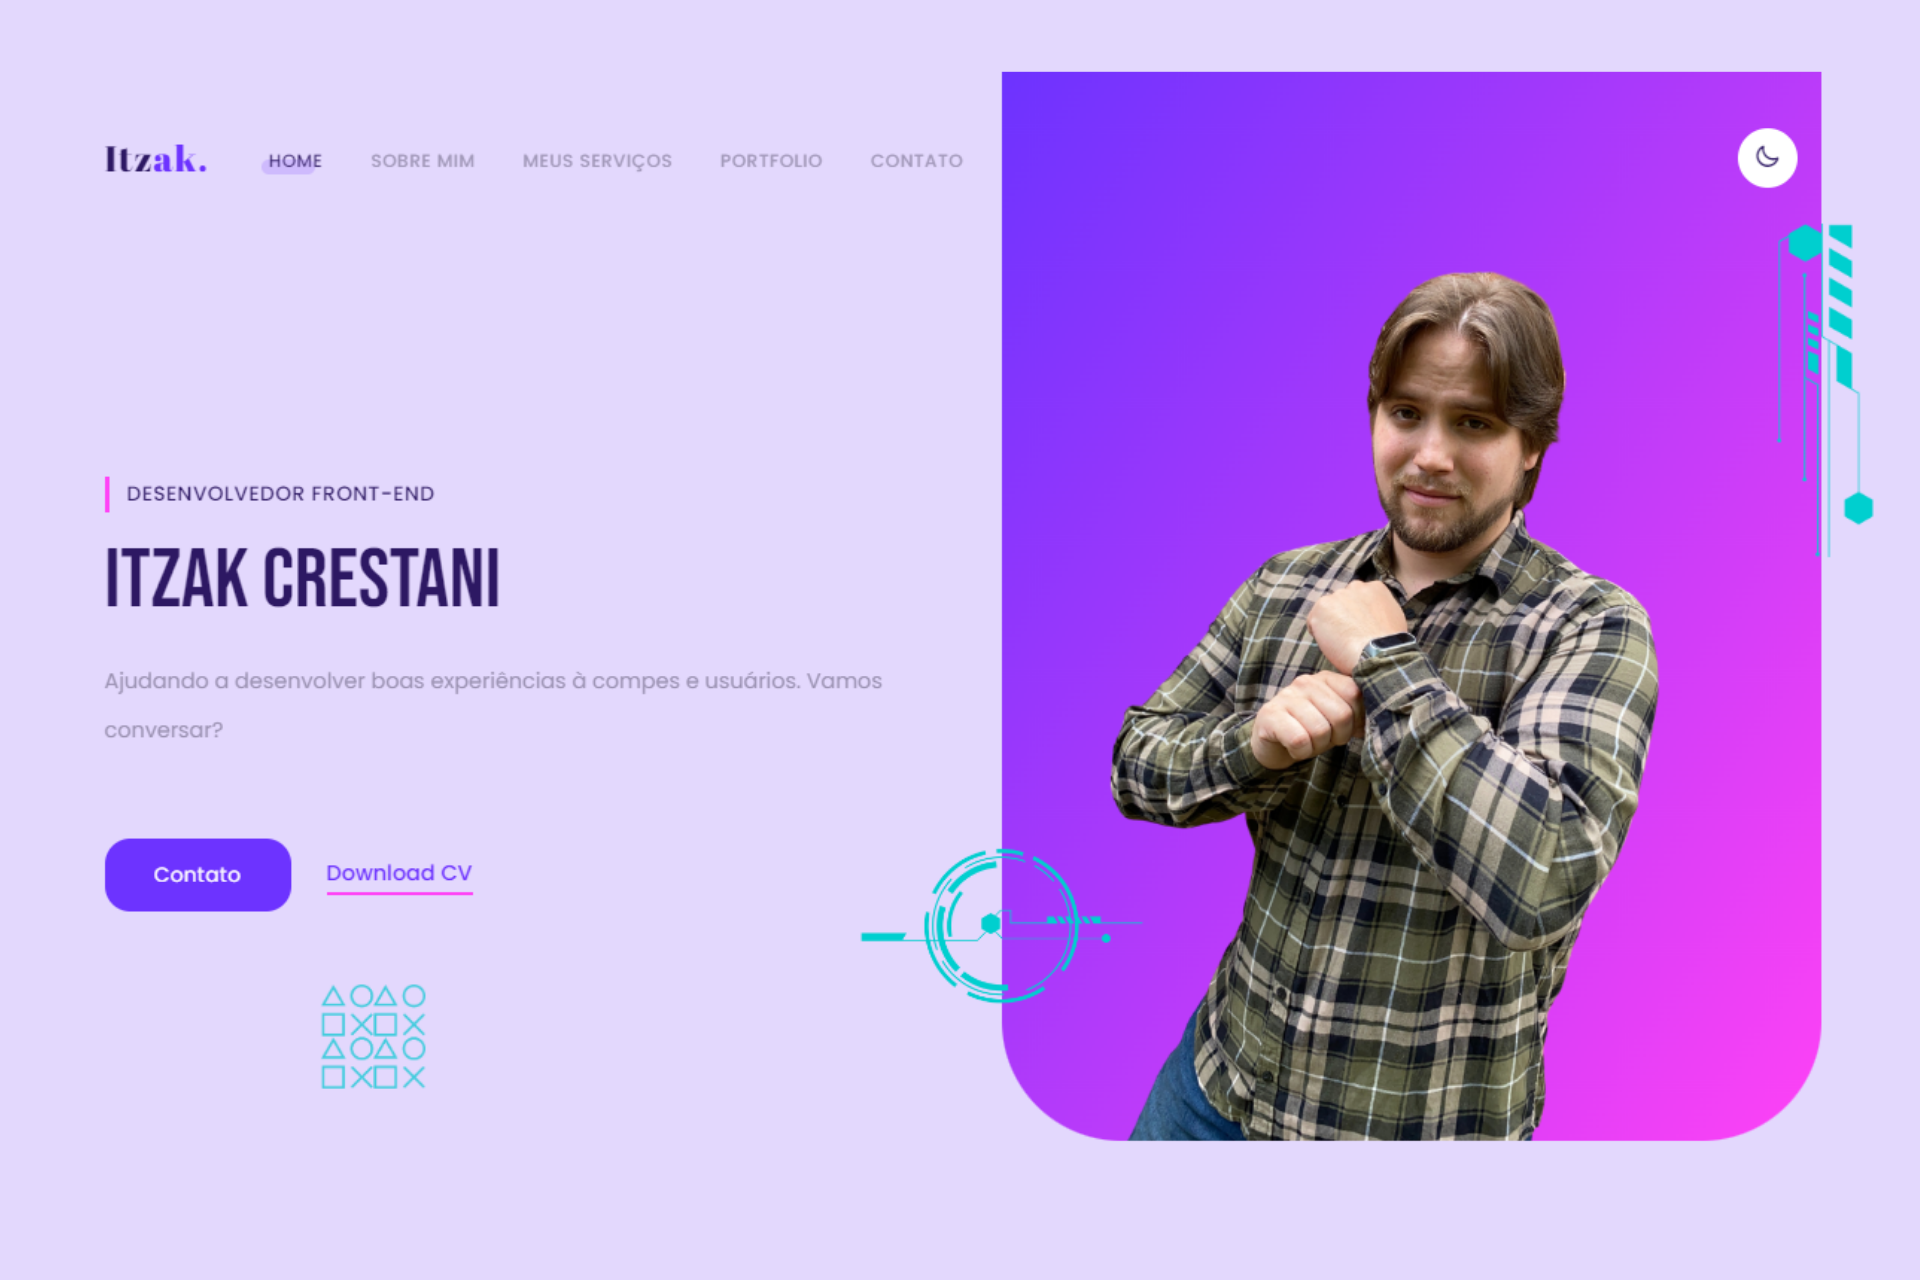 Itzak.
HOME SOBRE MIM MEUS SERVIÇOS PORTFOLIO CONTATO
DESENVOLVEDOR FRONT-END
ITZAK CRESTANI
Ajudando a desenvolver boas experiências à compes e usuários. Vamos
conversar?
Contato Download CV